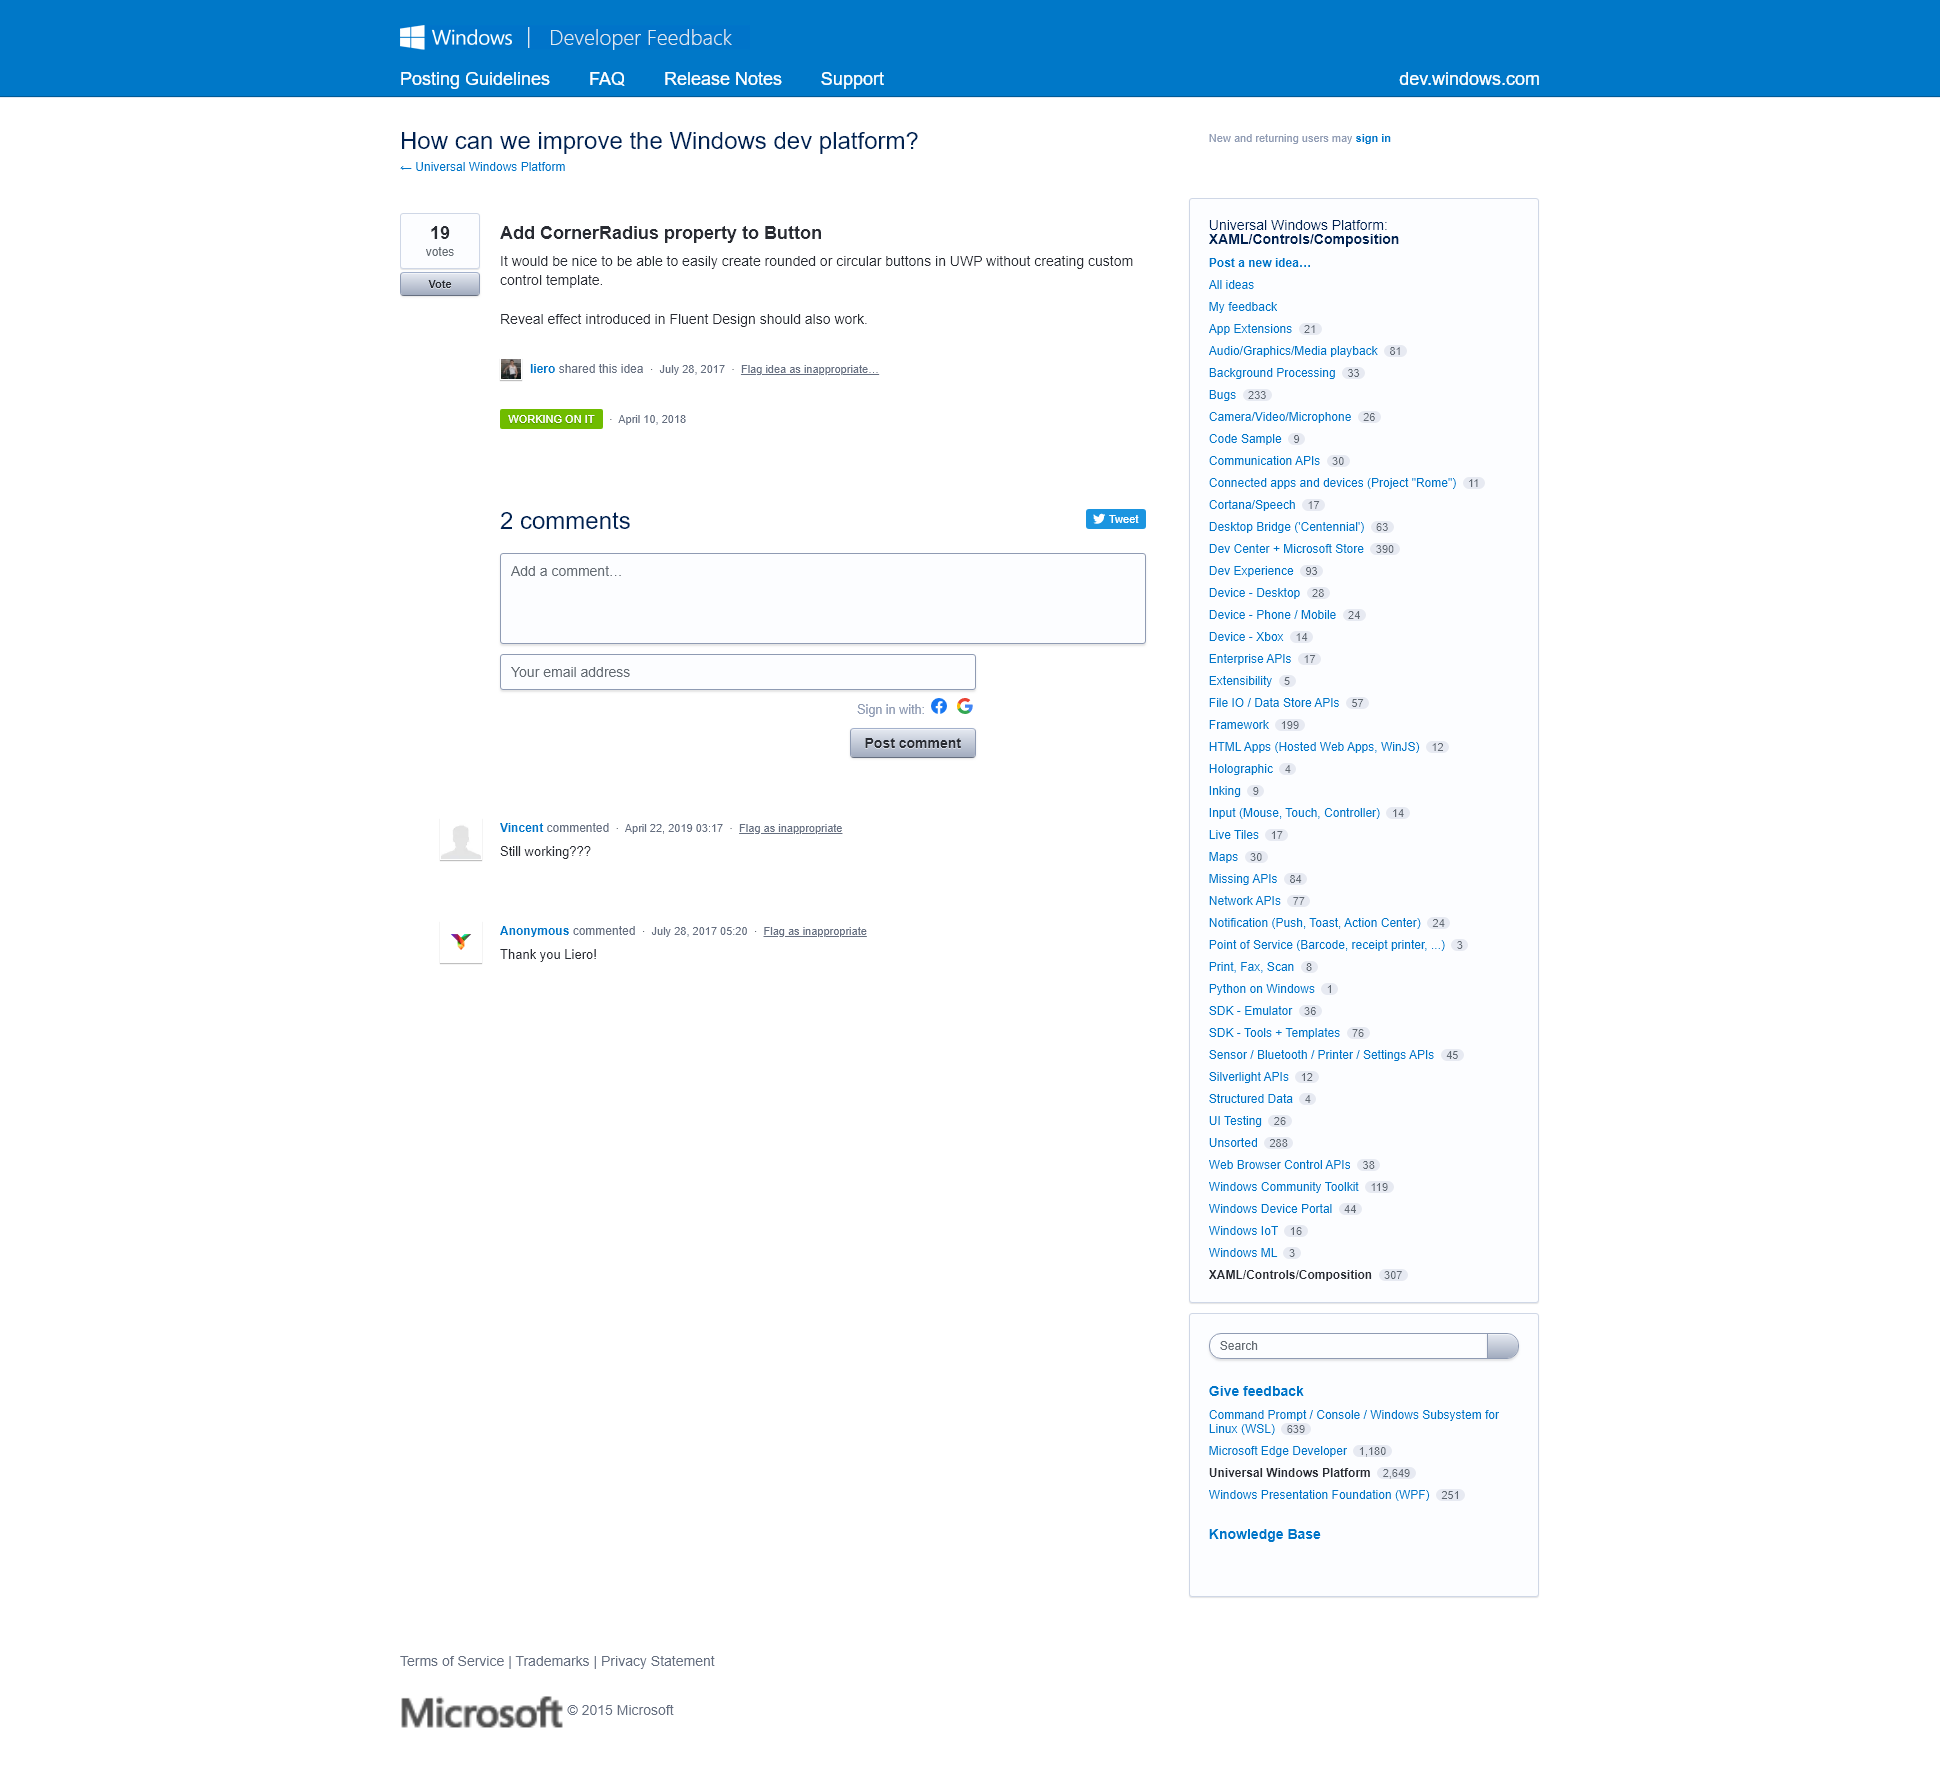 Windows | Developer Feedback
Posting Guidelines FAQ Release Notes Support dev.windows.com
How can we improve the Windows dev platform?
← Universal Windows Platform
New and returning users may sign in
19
votes
Vote
Add CornerRadius property to Button
It would be nice to be able to easily create rounded or circular buttons in UWP without creating custom
control template.
Reveal effect introduced in Fluent Design should also work.
liero shared this idea · July 28, 2017 · Flag idea as inappropriate…
WORKING ON IT · April 10, 2018
2 comments
Tweet
Add a comment…
Your email address
Sign in with:
Post comment
Vincent commented · April 22, 2019 03:17 · Flag as inappropriate
Still working???
Anonymous commented · July 28, 2017 05:20 · Flag as inappropriate
Thank you Liero!
Universal Windows Platform:
XAML/Controls/Composition
Post a new idea…
All ideas
My feedback
App Extensions 21
Audio/Graphics/Media playback 81
Background Processing 33
Bugs 233
Camera/Video/Microphone 26
Code Sample 9
Communication APIs 30
Connected apps and devices (Project "Rome") 11
Cortana/Speech 17
Desktop Bridge ('Centennial') 63
Dev Center + Microsoft Store 390
Dev Experience 93
Device - Desktop 28
Device - Phone / Mobile 24
Device - Xbox 14
Enterprise APIs 17
Extensibility 5
File IO / Data Store APIs 57
Framework 199
HTML Apps (Hosted Web Apps, WinJS) 12
Holographic 4
Inking 9
Input (Mouse, Touch, Controller) 14
Live Tiles 17
Maps 30
Missing APIs 84
Network APIs 77
Notification (Push, Toast, Action Center) 24
Point of Service (Barcode, receipt printer, ...) 3
Print, Fax, Scan 8
Python on Windows 1
SDK - Emulator 36
SDK - Tools + Templates 76
Sensor / Bluetooth / Printer / Settings APIs 45
Silverlight APIs 12
Structured Data 4
UI Testing 26
Unsorted 288
Web Browser Control APIs 38
Windows Community Toolkit 119
Windows Device Portal 44
Windows IoT 16
Windows ML 3
XAML/Controls/Composition 307
Search
Give feedback
Command Prompt / Console / Windows Subsystem for
Linux (WSL) 639
Microsoft Edge Developer 1,180
Universal Windows Platform 2,649
Windows Presentation Foundation (WPF) 251
Knowledge Base
Terms of Service | Trademarks | Privacy Statement
Microsoft © 2015 Microsoft